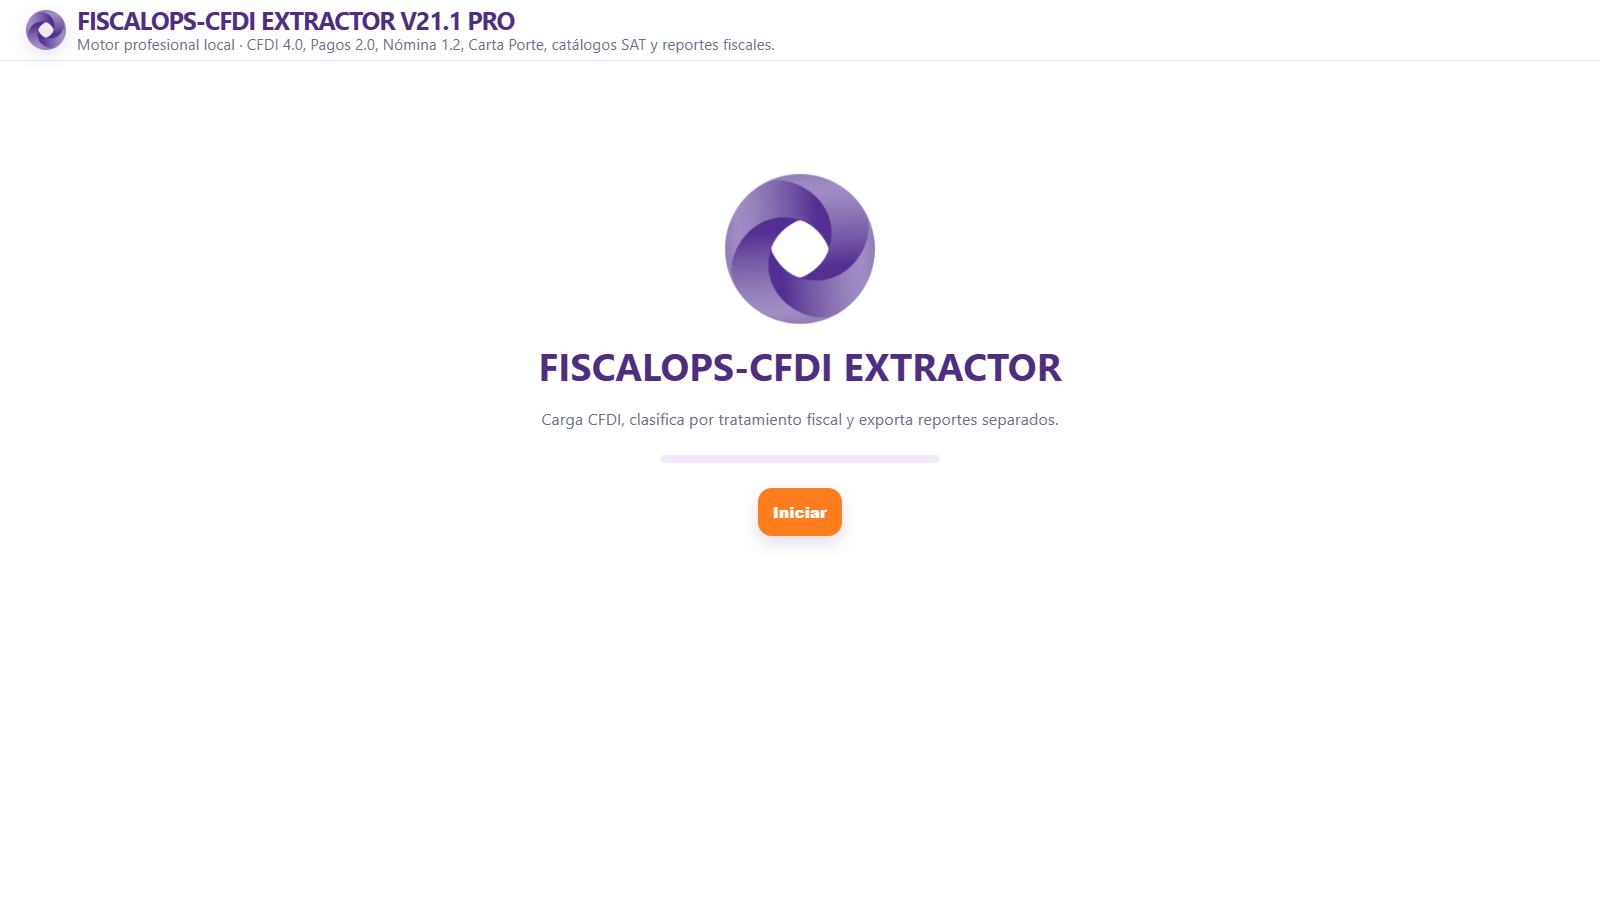 FISCALOPS-CFDI EXTRACTOR V21.1 PRO
Motor profesional local · CFDI 4.0, Pagos 2.0, Nómina 1.2, Carta Porte, catálogos SAT y reportes fiscales.
FISCALOPS-CFDI EXTRACTOR
Carga CFDI, clasifica por tratamiento fiscal y exporta reportes separados.
Iniciar